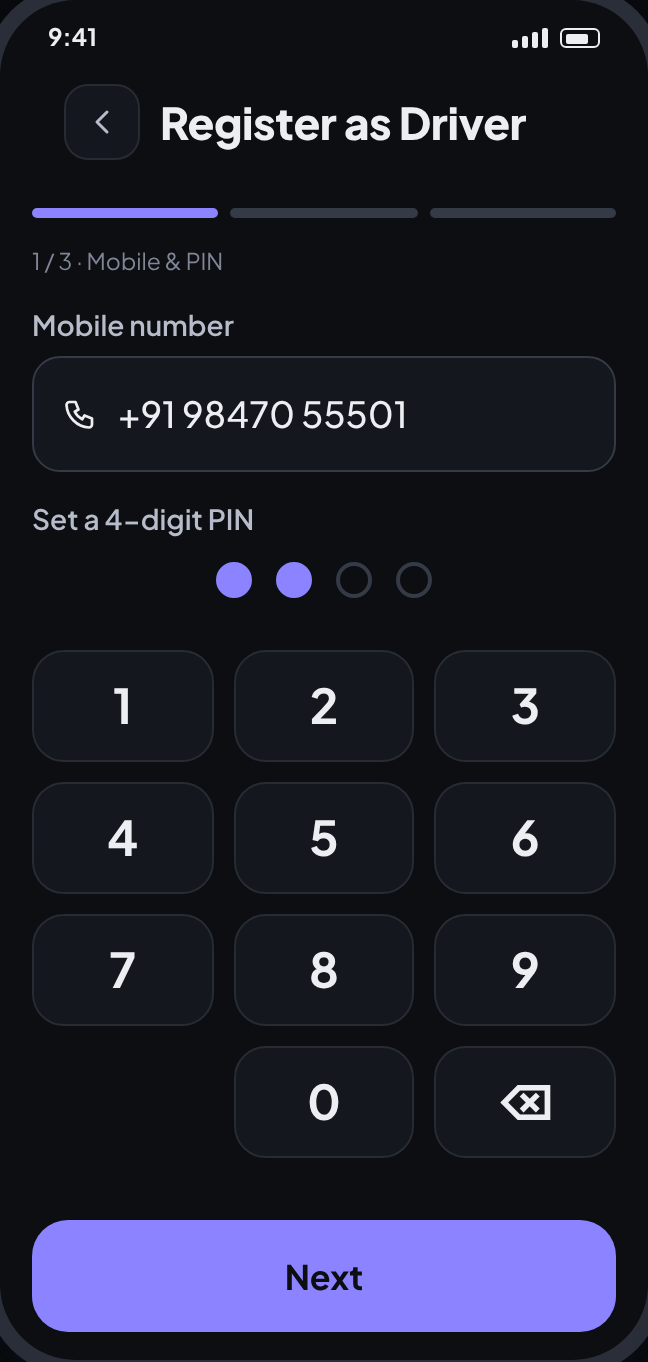 9:41
Register as Driver
1 / 3 · Mobile & PIN
Mobile number
+91 98470 55501
Set a 4-digit PIN
1 2 3
4 5 6
7 8 9
0
Next